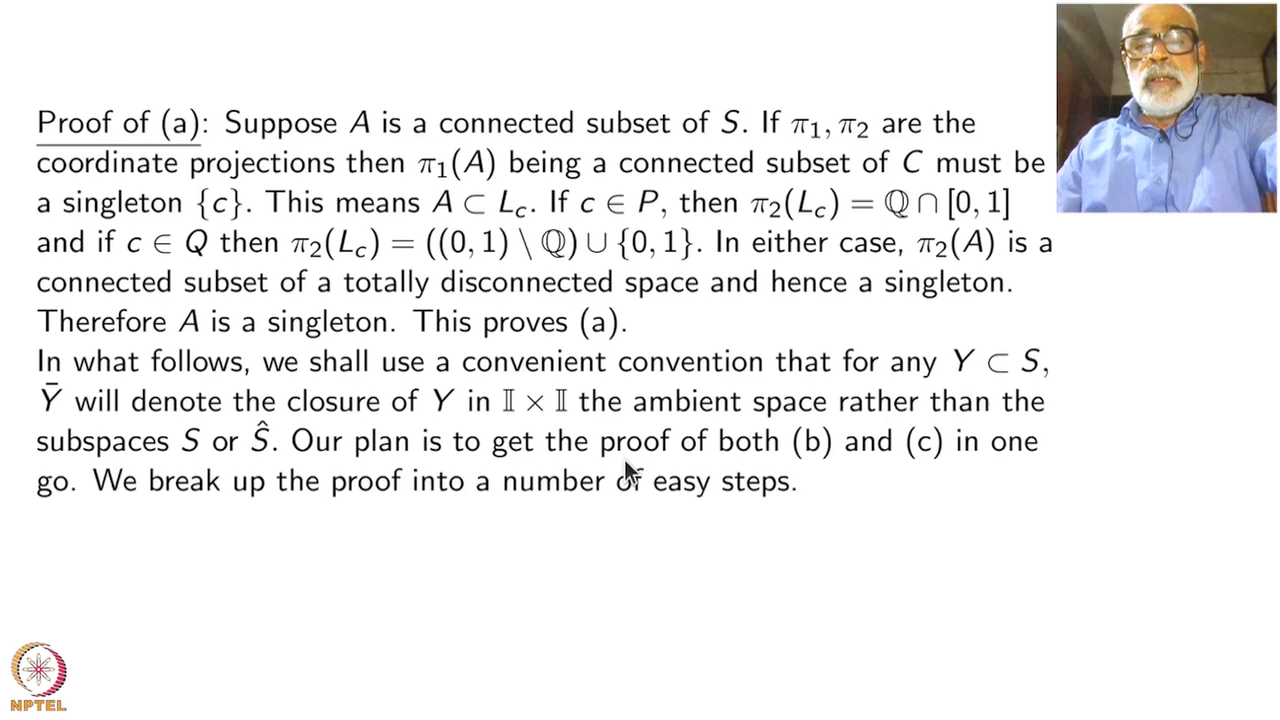 Proof of (a): Suppose A is a connected subset of S. If π₁, π₂ are the
coordinate projections then π₁(A) being a connected subset of C must be
a singleton {c}. This means A ⊂ L_c. If c ∈ P, then π₂(L_c) = ℚ ∩ [0, 1]
and if c ∈ Q then π₂(L_c) = ((0, 1) \ ℚ) ∪ {0, 1}. In either case, π₂(A) is a
connected subset of a totally disconnected space and hence a singleton.
Therefore A is a singleton. This proves (a).
In what follows, we shall use a convenient convention that for any Y ⊂ S,
Ȳ will denote the closure of Y in 𝕀 × 𝕀 the ambient space rather than the
subspaces S or Ŝ. Our plan is to get the proof of both (b) and (c) in one
go. We break up the proof into a number of easy steps.
NPTEL